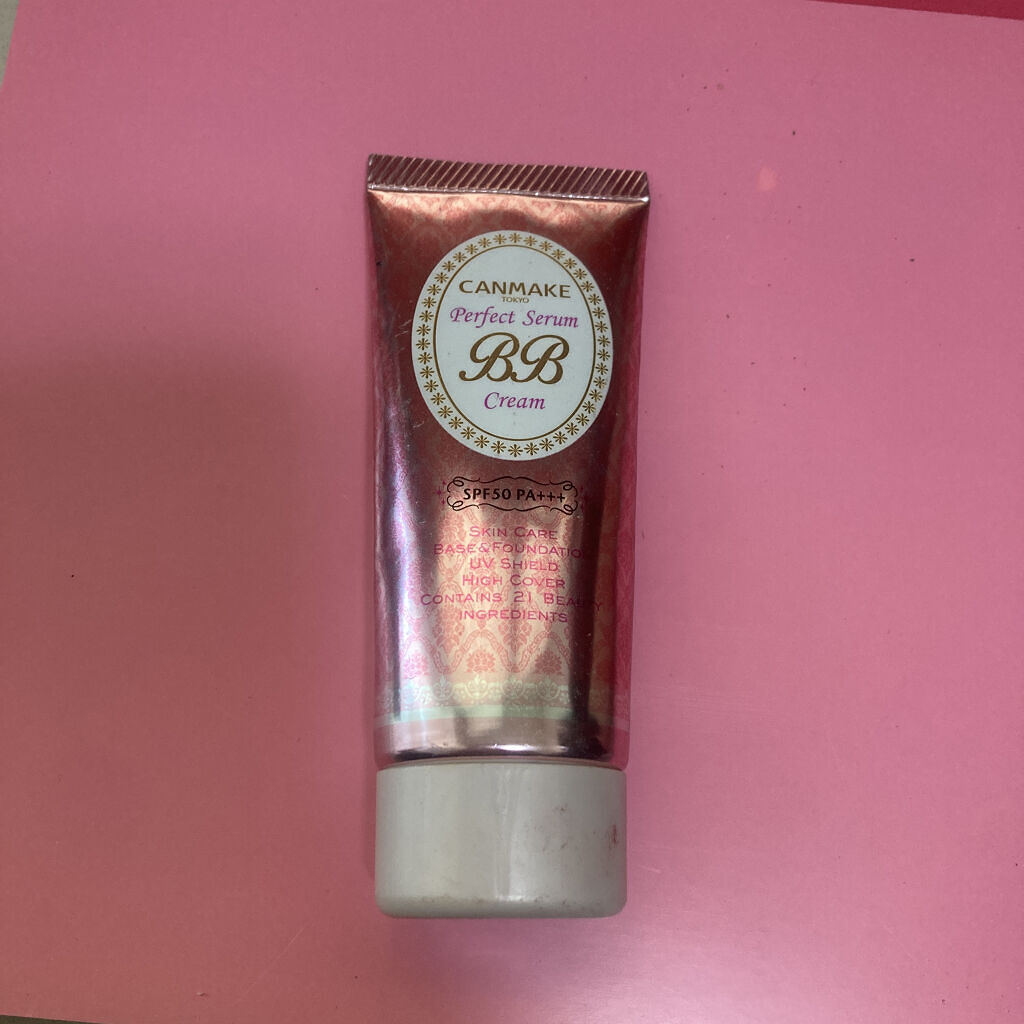 CANMAKE
TOKYO
Perfect Serum
BB
Cream
SPF50 PA+++
SKIN CARE
BASE&FOUNDATION
UV SHIELD
HIGH COVER
CONTAINS 21 BEAUTY
INGREDIENTS